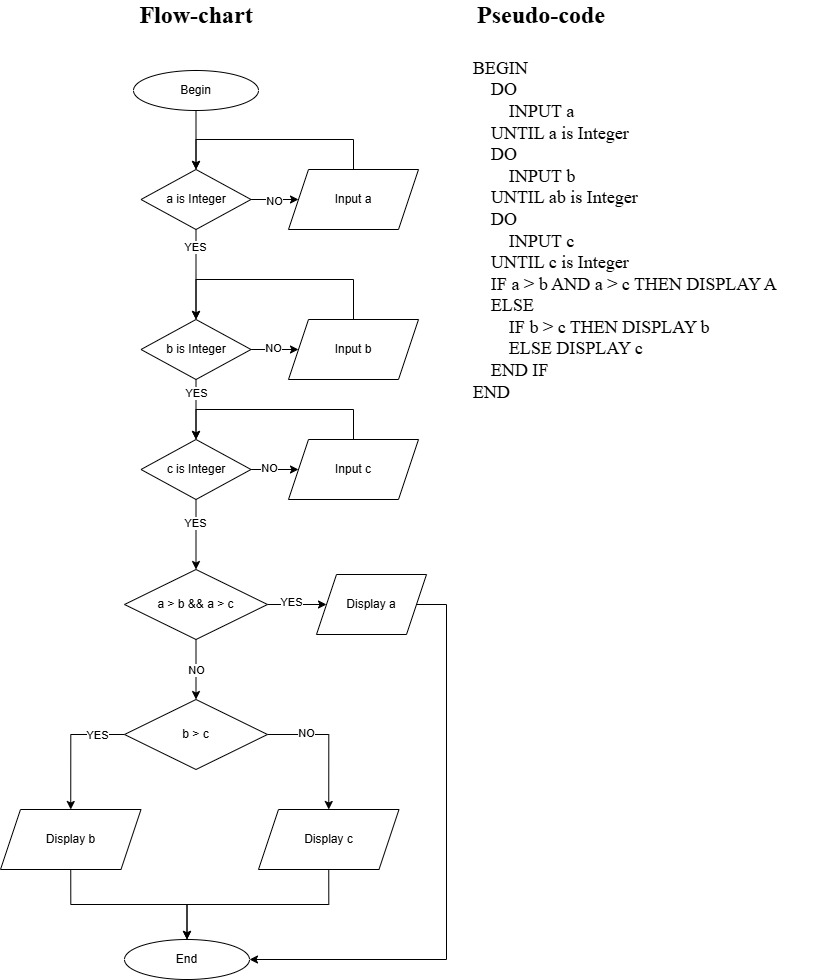 Flow-chart
Begin
a is Integer
NO
Input a
YES
b is Integer
NO
Input b
YES
c is Integer
NO
Input c
YES
a > b && a > c
YES
Display a
NO
b > c
YES
NO
Display b
Display c
End
Pseudo-code
BEGIN
DO
INPUT a
UNTIL a is Integer
DO
INPUT b
UNTIL ab is Integer
DO
INPUT c
UNTIL c is Integer
IF a > b AND a > c THEN DISPLAY A
ELSE
IF b > c THEN DISPLAY b
ELSE DISPLAY c
END IF
END